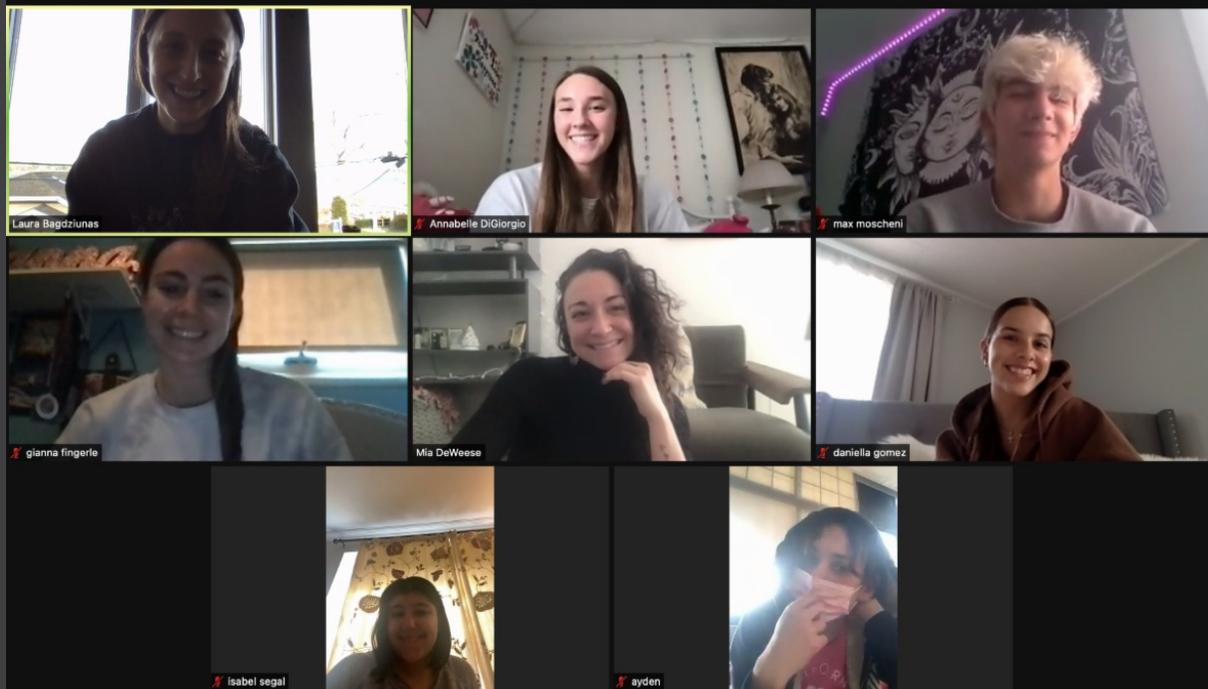 Laura Bagdziunas
Annabelle DiGiorgio
max moscheni
gianna fingerle
Mia DeWeese
daniella gomez
isabel segal
ayden